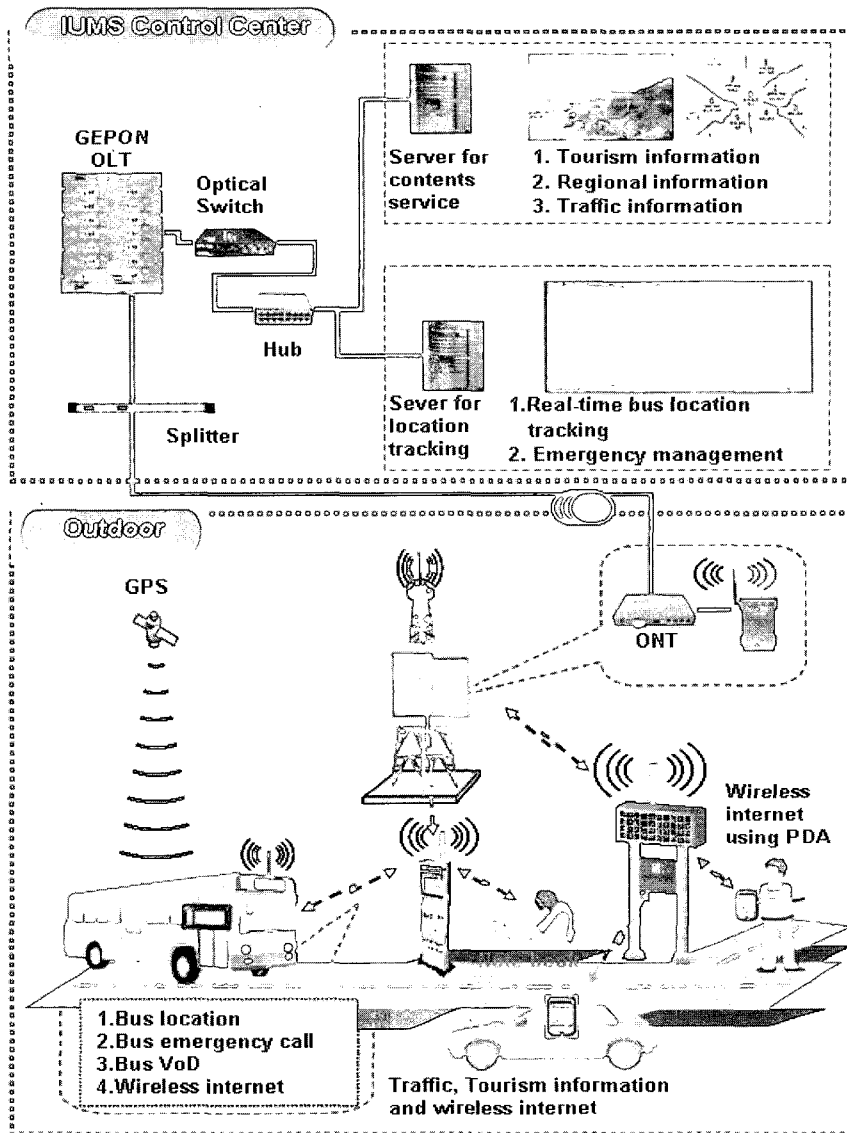 IUMS Control Center
GEPON
OLT
Optical
Switch
Hub
Splitter
Server for
contents
service
1. Tourism information
2. Regional information
3. Traffic information
Sever for
location
tracking
1.Real-time bus location
tracking
2. Emergency management
Outdoor
GPS
ONT
Wireless
internet
using PDA
1.Bus location
2.Bus emergency call
3.Bus VoD
4.Wireless internet
Traffic, Tourism information
and wireless internet